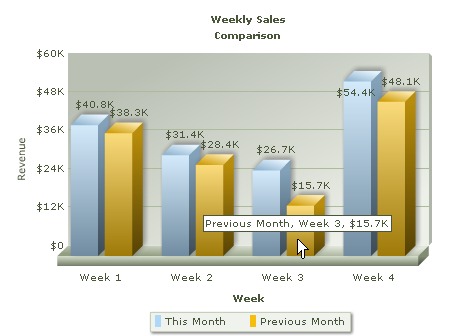 Weekly Sales
Comparison
$60K
$48K
$36K
$24K
$12K
$0
Revenue
$40.8K
$38.3K
$31.4K
$28.4K
$26.7K
$15.7K
$54.4K
$48.1K
Previous Month, Week 3, $15.7K
Week 1 Week 2 Week 3 Week 4
Week
This Month Previous Month